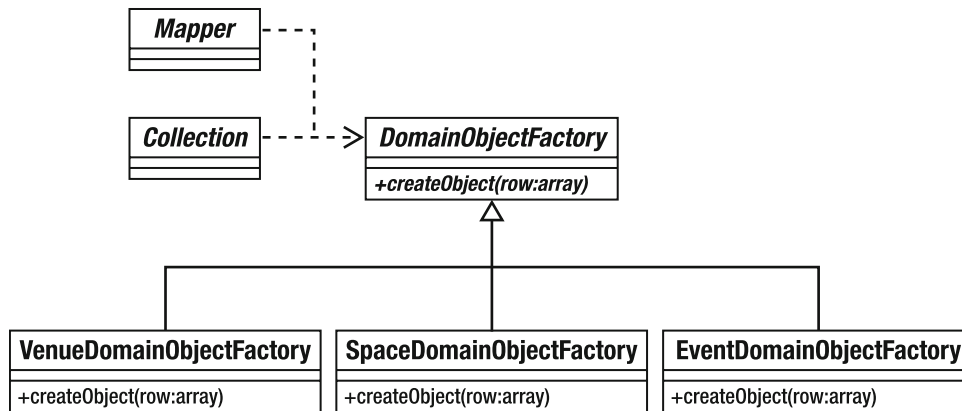 Mapper
Collection
DomainObjectFactory
+createObject(row:array)
VenueDomainObjectFactory
+createObject(row:array)
SpaceDomainObjectFactory
+createObject(row:array)
EventDomainObjectFactory
+createObject(row:array)